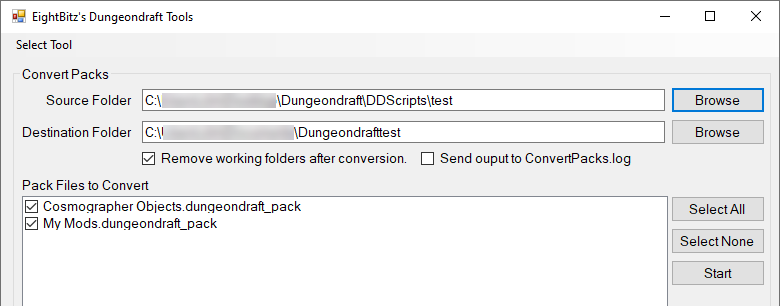 EightBitz's Dungeondraft Tools
Select Tool
Convert Packs
Source Folder C:\ \Dungeondraft\DDScripts\test Browse
Destination Folder C:\ \Dungeondrafttest Browse
Remove working folders after conversion. Send ouput to ConvertPacks.log
Pack Files to Convert
Cosmographer Objects.dungeondraft_pack Select All
My Mods.dungeondraft_pack
Select None
Start